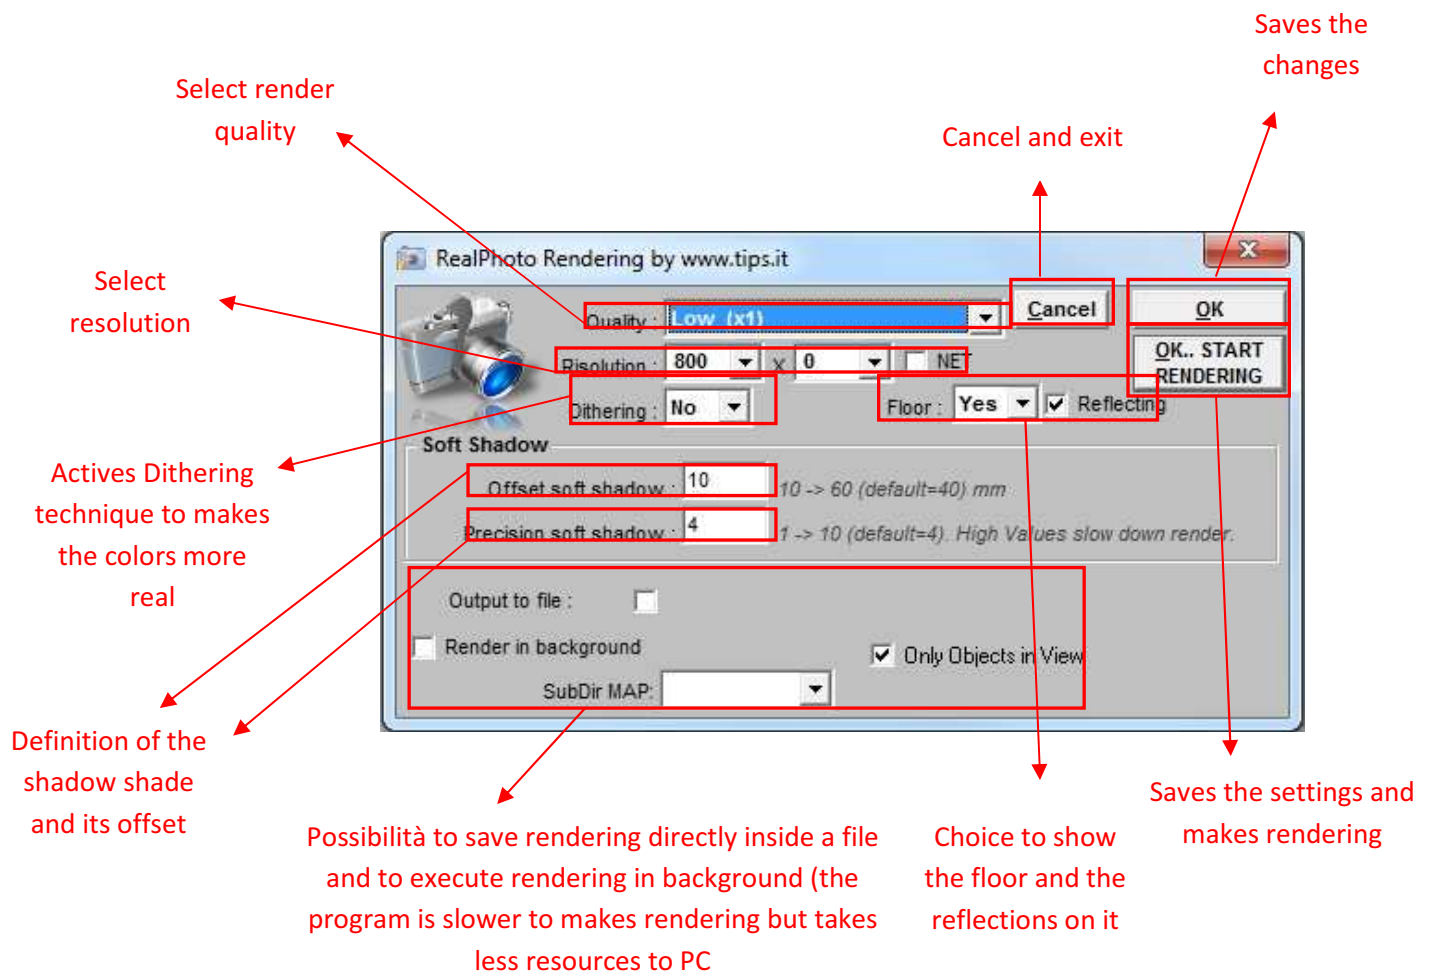 Saves the
changes
Select render
quality
Cancel and exit
RealPhoto Rendering by www.tips.it
Select
resolution
Quality : Low (x1)
Cancel
OK
Risolution : 800 x 0 NET
OK.. START
RENDERING
Dithering : No
Floor : Yes Reflecting
Soft Shadow
Actives Dithering
technique to makes
the colors more
real
Offset soft shadow : 10 10 -> 60 (default=40) mm
Precision soft shadow : 4 1 -> 10 (default=4). High Values slow down render.
Output to file :
Render in background
Only Objects in View
SubDir MAP:
Definition of the
shadow shade
and its offset
Possibilità to save rendering directly inside a file
and to execute rendering in background (the
program is slower to makes rendering but takes
less resources to PC
Choice to show
the floor and the
reflections on it
Saves the settings and
makes rendering